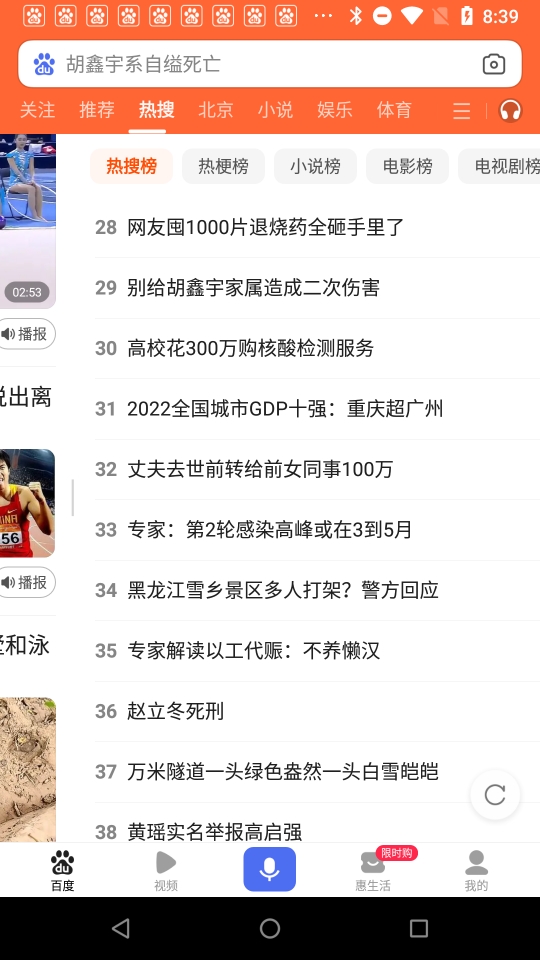 8:39
胡鑫宇系自缢死亡
关注 推荐 热搜 北京 小说 娱乐 体育
热搜榜 热梗榜 小说榜 电影榜 电视剧榜
28 网友囤1000片退烧药全砸手里了
02:53
29 别给胡鑫宇家属造成二次伤害
播报
30 高校花300万购核酸检测服务
说出离
31 2022全国城市GDP十强：重庆超广州
32 丈夫去世前转给前女同事100万
33 专家：第2轮感染高峰或在3到5月
56
播报
34 黑龙江雪乡景区多人打架？警方回应
和泳
35 专家解读以工代赈：不养懒汉
36 赵立冬死刑
37 万米隧道一头绿色盎然一头白雪皑皑
38 黄瑶实名举报高启强
限时购
百度 视频 惠生活 我的